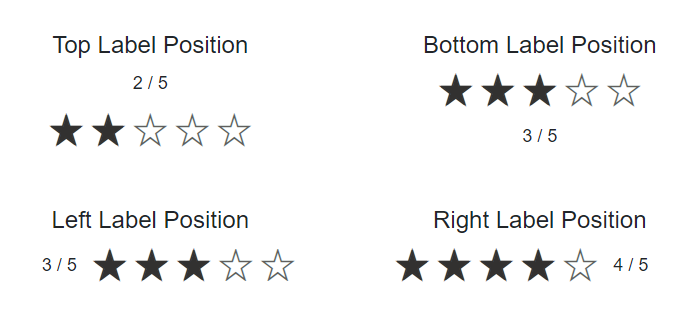 Top Label Position
2 / 5
Bottom Label Position
3 / 5
Left Label Position
3 / 5
Right Label Position
4 / 5